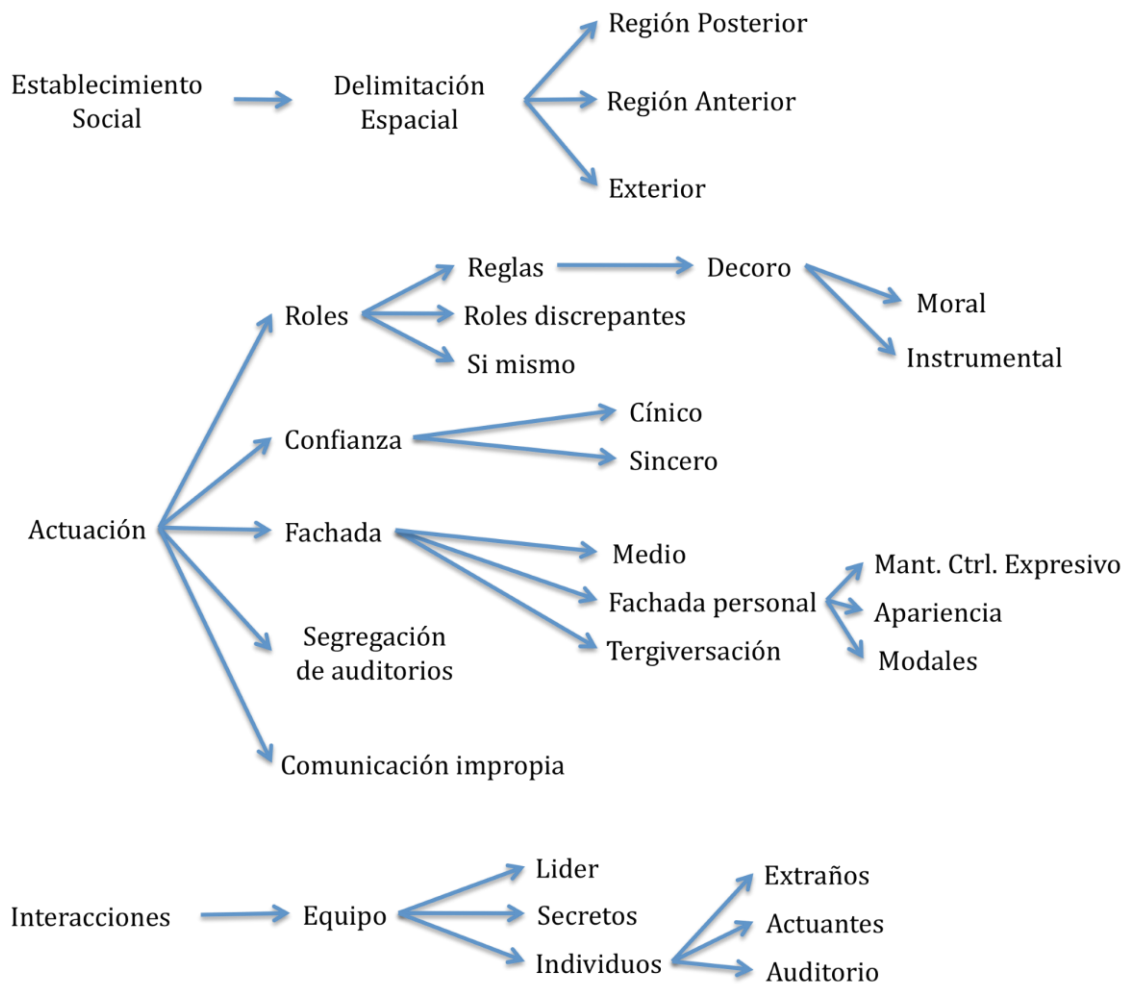 Región Posterior
Establecimiento
Social
Delimitación
Espacial
Región Anterior
Exterior
Reglas
Decoro
Roles
Roles discrepantes
Moral
Si mismo
Instrumental
Confianza
Cínico
Sincero
Actuación
Fachada
Medio
Mant. Ctrl. Expresivo
Fachada personal
Apariencia
Tergiversación
Modales
Segregación
de auditorios
Comunicación impropia
Interacciones
Equipo
Lider
Secretos
Individuos
Extraños
Actuantes
Auditorio